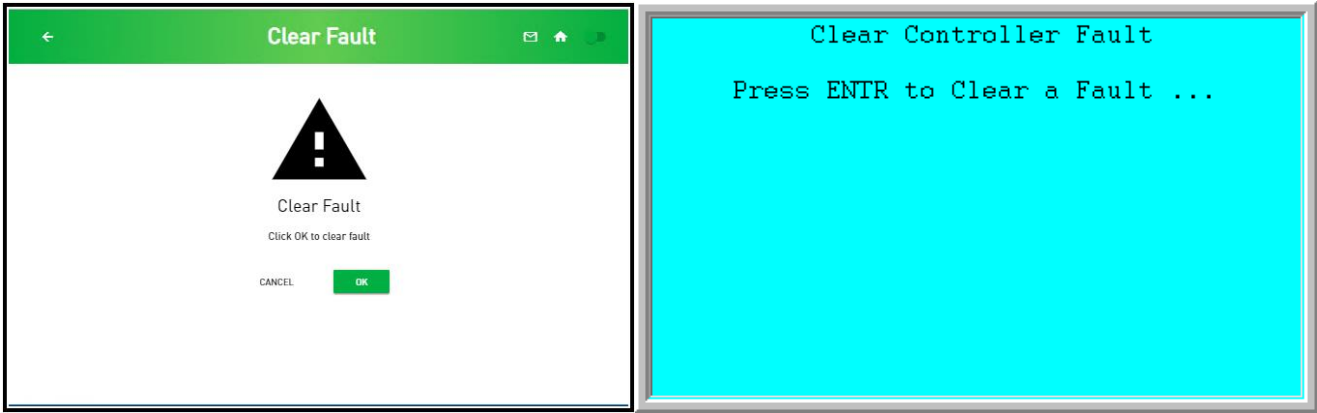 Clear Fault
Clear Fault
Click OK to clear fault
CANCEL OK
Clear Controller Fault
Press ENTR to Clear a Fault ...